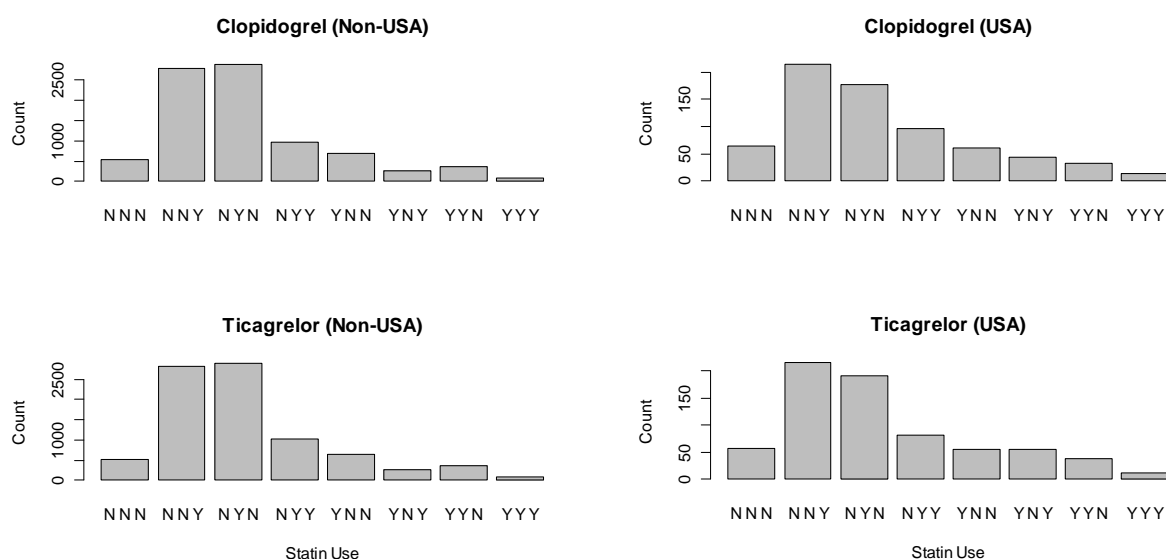 Clopidogrel (Non-USA)
Count
2500
1000
0
NNN NNY NYN NYY YNN YNY YYN YYY
Clopidogrel (USA)
Count
150
50
0
NNN NNY NYN NYY YNN YNY YYN YYY
Ticagrelor (Non-USA)
Count
2500
1000
0
NNN NNY NYN NYY YNN YNY YYN YYY
Statin Use
Ticagrelor (USA)
Count
150
50
0
NNN NNY NYN NYY YNN YNY YYN YYY
Statin Use